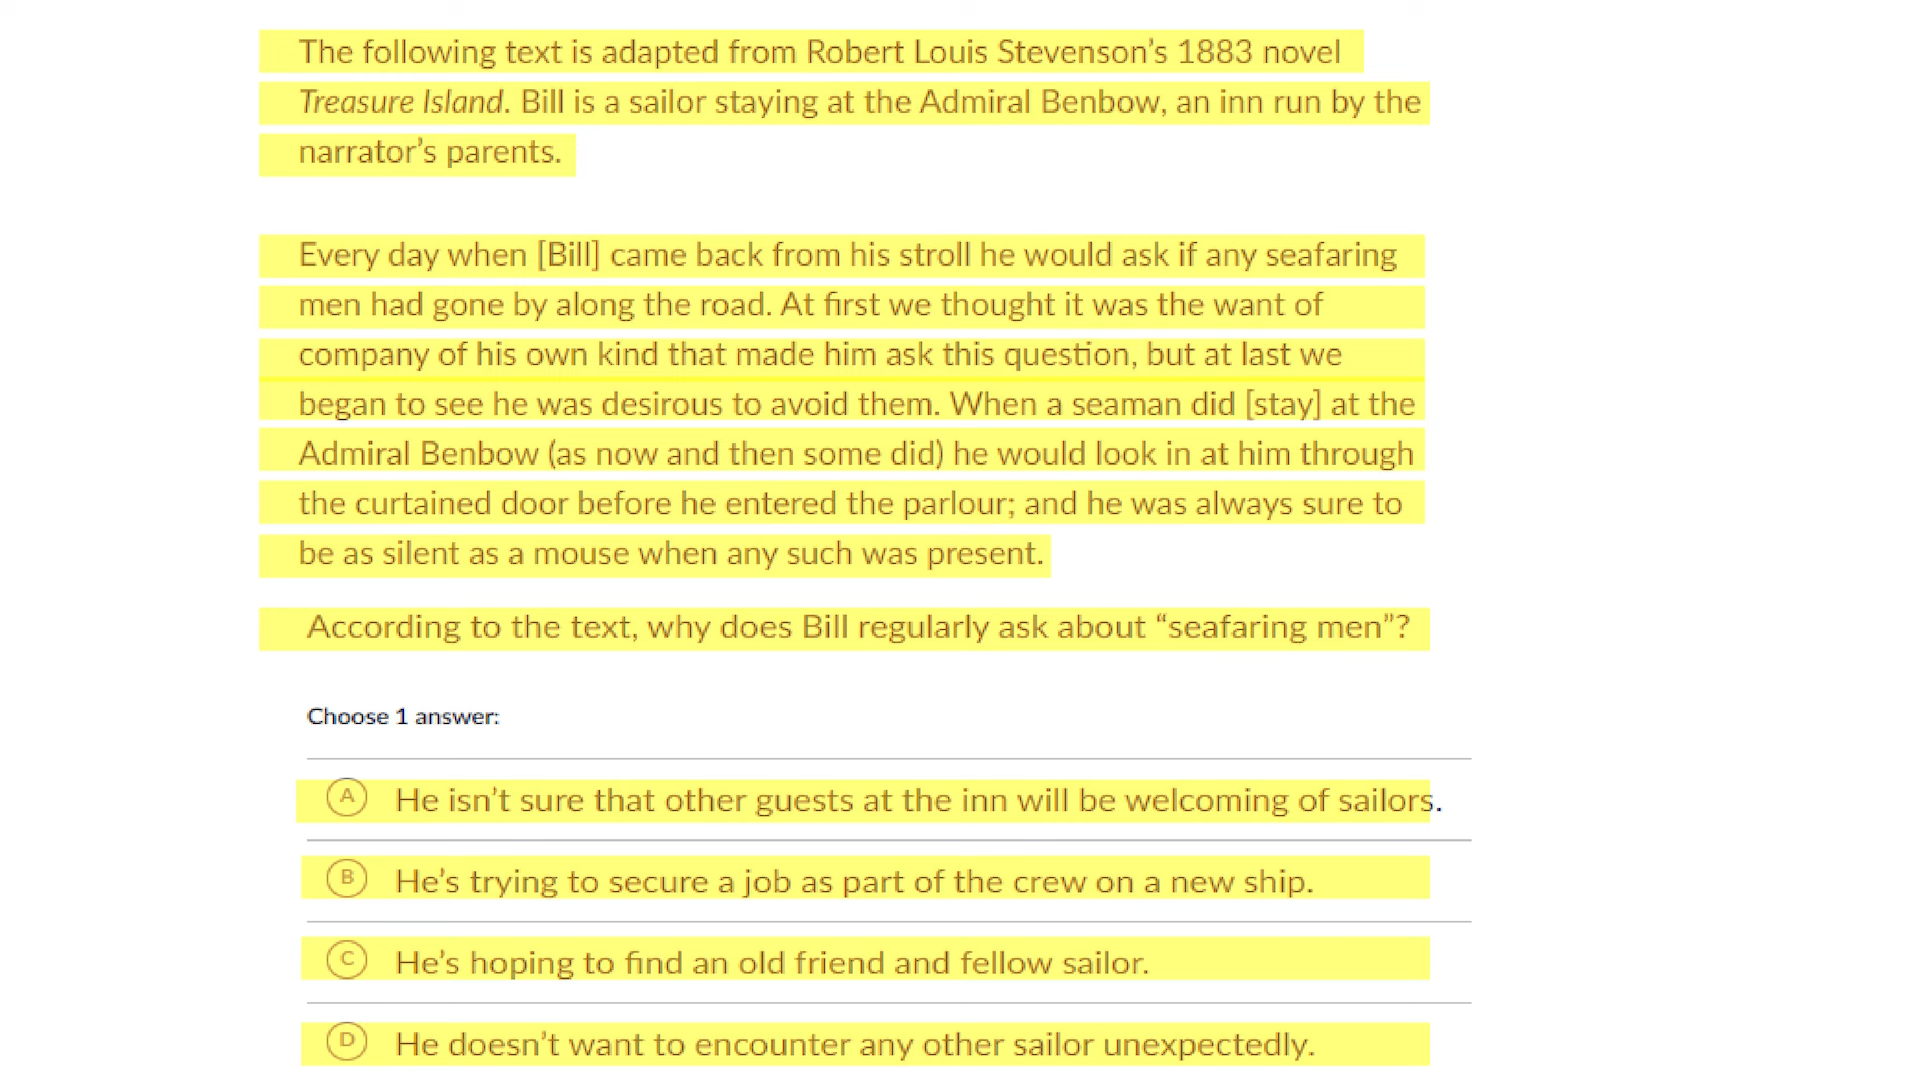 The following text is adapted from Robert Louis Stevenson’s 1883 novel
Treasure Island. Bill is a sailor staying at the Admiral Benbow, an inn run by the
narrator’s parents.
Every day when [Bill] came back from his stroll he would ask if any seafaring
men had gone by along the road. At first we thought it was the want of
company of his own kind that made him ask this question, but at last we
began to see he was desirous to avoid them. When a seaman did [stay] at the
Admiral Benbow (as now and then some did) he would look in at him through
the curtained door before he entered the parlour; and he was always sure to
be as silent as a mouse when any such was present.
According to the text, why does Bill regularly ask about “seafaring men”?
Choose 1 answer:
A He isn’t sure that other guests at the inn will be welcoming of sailors.
B He’s trying to secure a job as part of the crew on a new ship.
C He’s hoping to find an old friend and fellow sailor.
D He doesn’t want to encounter any other sailor unexpectedly.